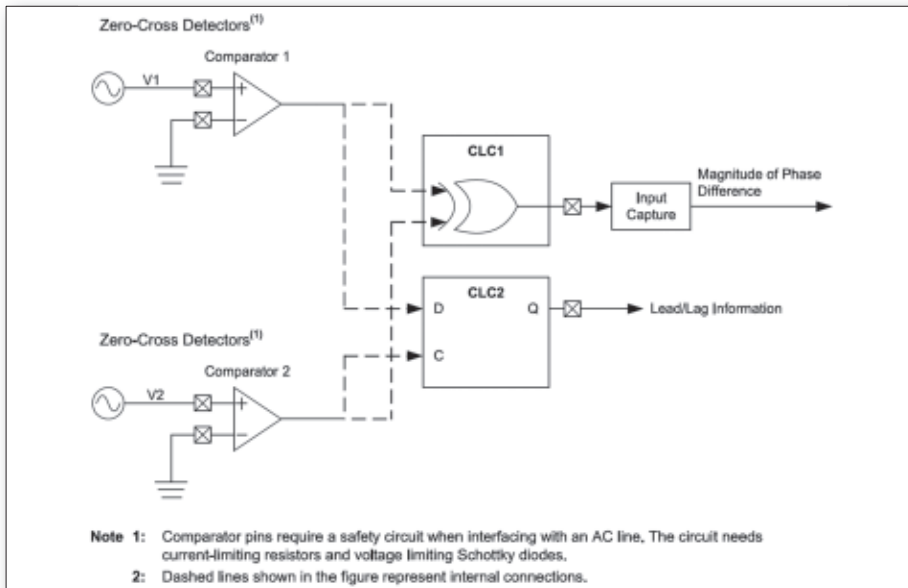 Zero-Cross Detectors(1)
Comparator 1
V1
+
−
CLC1
Magnitude of Phase
Difference
Input
Capture
CLC2
D
Q
Lead/Lag Information
C
Zero-Cross Detectors(1)
Comparator 2
V2
+
−
Note 1: Comparator pins require a safety circuit when interfacing with an AC line. The circuit needs
current-limiting resistors and voltage limiting Schottky diodes.
2: Dashed lines shown in the figure represent internal connections.